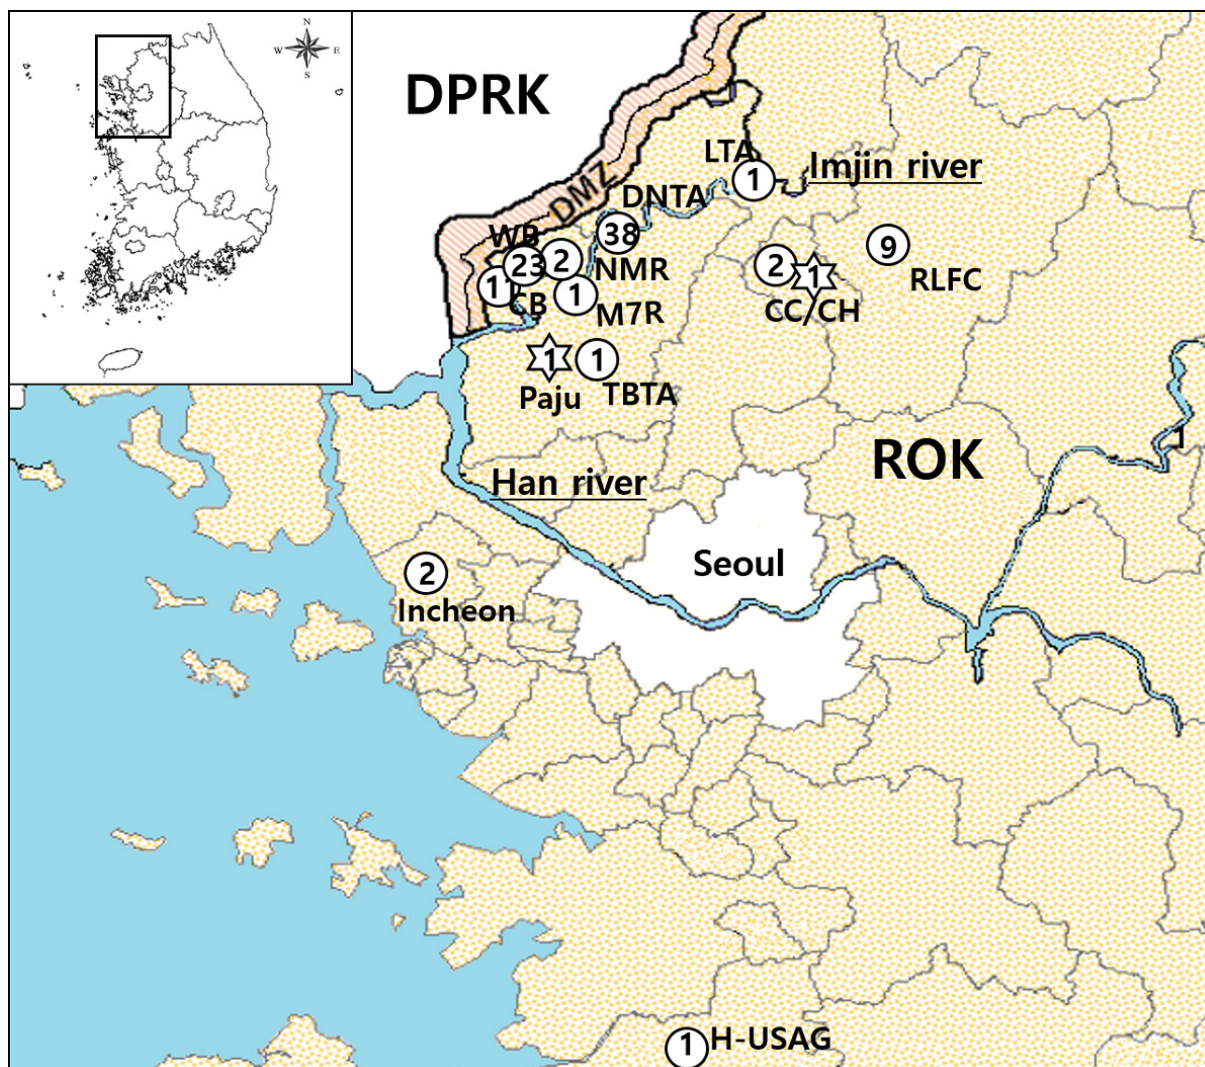 N
W E
S
DPRK
LTA
1
Imjin river
DMZ
DNTA
WB
38
23
2
NMR
11
CB
1
M7R
9
RLFC
2
1
CC/CH
1
1
Paju
TBTA
ROK
1
Han river
Seoul
2
Incheon
1
H-USAG